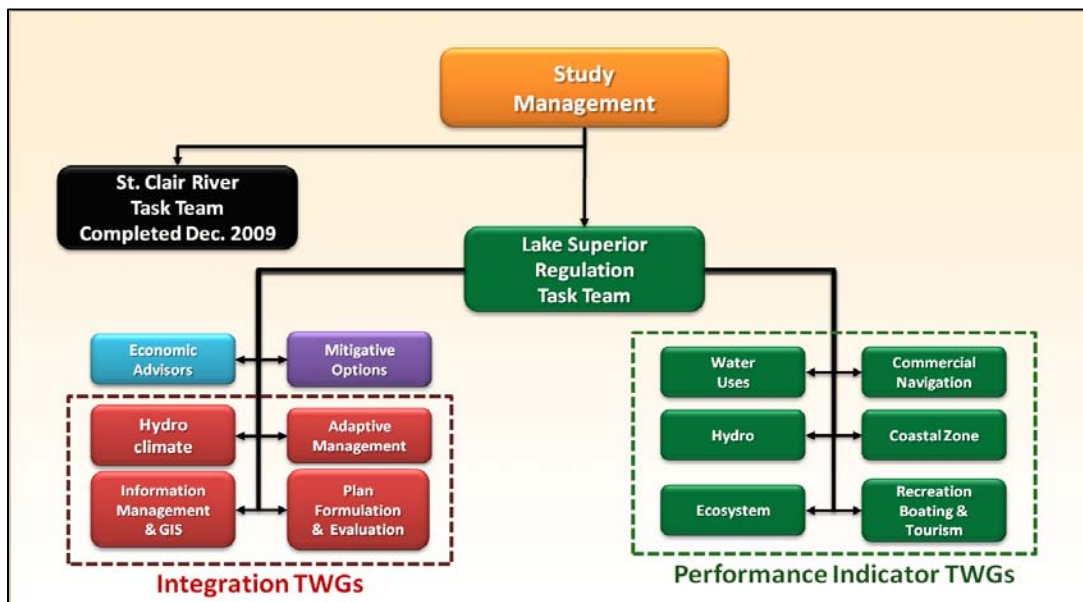 Study
Management
St. Clair River
Task Team
Completed Dec. 2009
Lake Superior
Regulation
Task Team
Economic
Advisors
Mitigative
Options
Hydro
climate
Adaptive
Management
Information
Management
& GIS
Plan
Formulation
& Evaluation
Integration TWGs
Water
Uses
Commercial
Navigation
Hydro
Coastal Zone
Ecosystem
Recreation
Boating &
Tourism
Performance Indicator TWGs